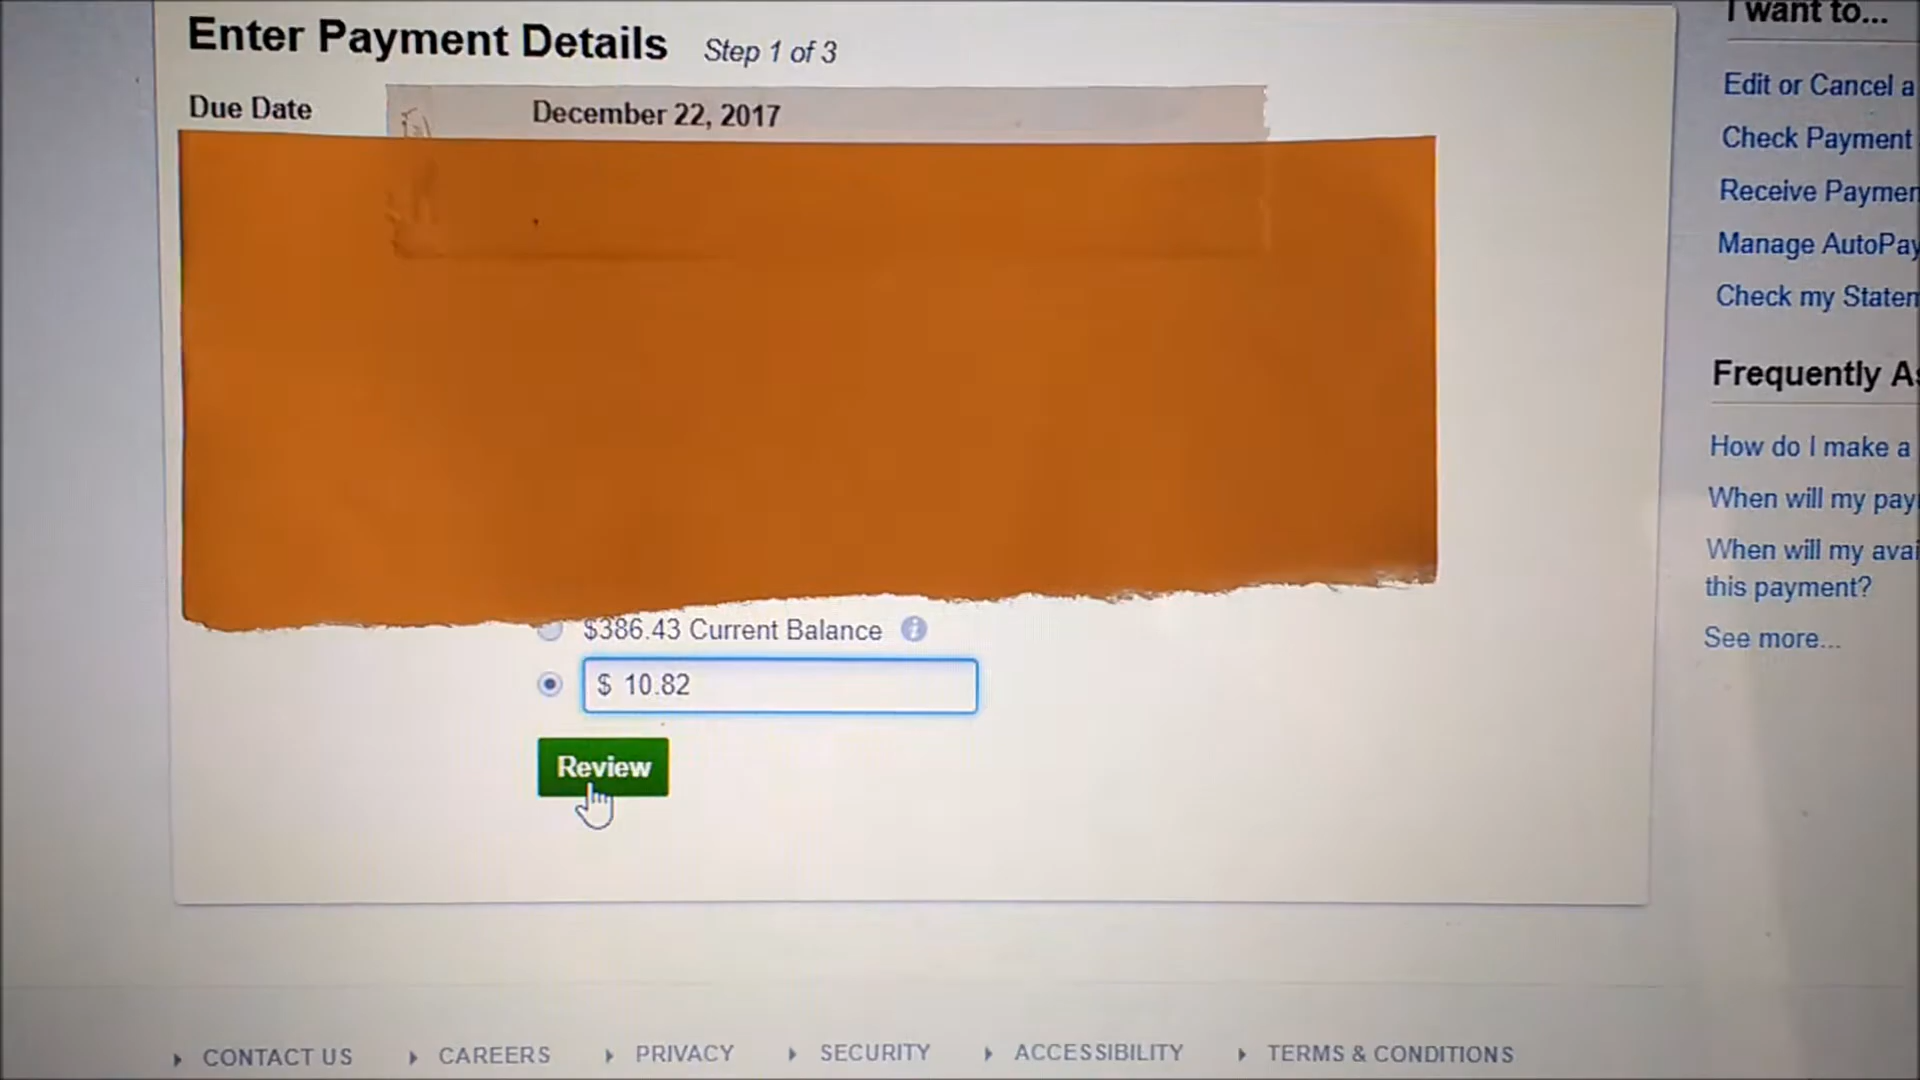 Enter Payment Details Step 1 of 3
Due Date December 22, 2017
$386.43 Current Balance
$ 10.82
Review
I want to...
Edit or Cancel a
Check Payment
Receive Paymen
Manage AutoPay
Check my Statem
Frequently As
How do I make a
When will my pay
When will my avai
this payment?
See more...
CONTACT US CAREERS PRIVACY SECURITY ACCESSIBILITY TERMS & CONDITIONS